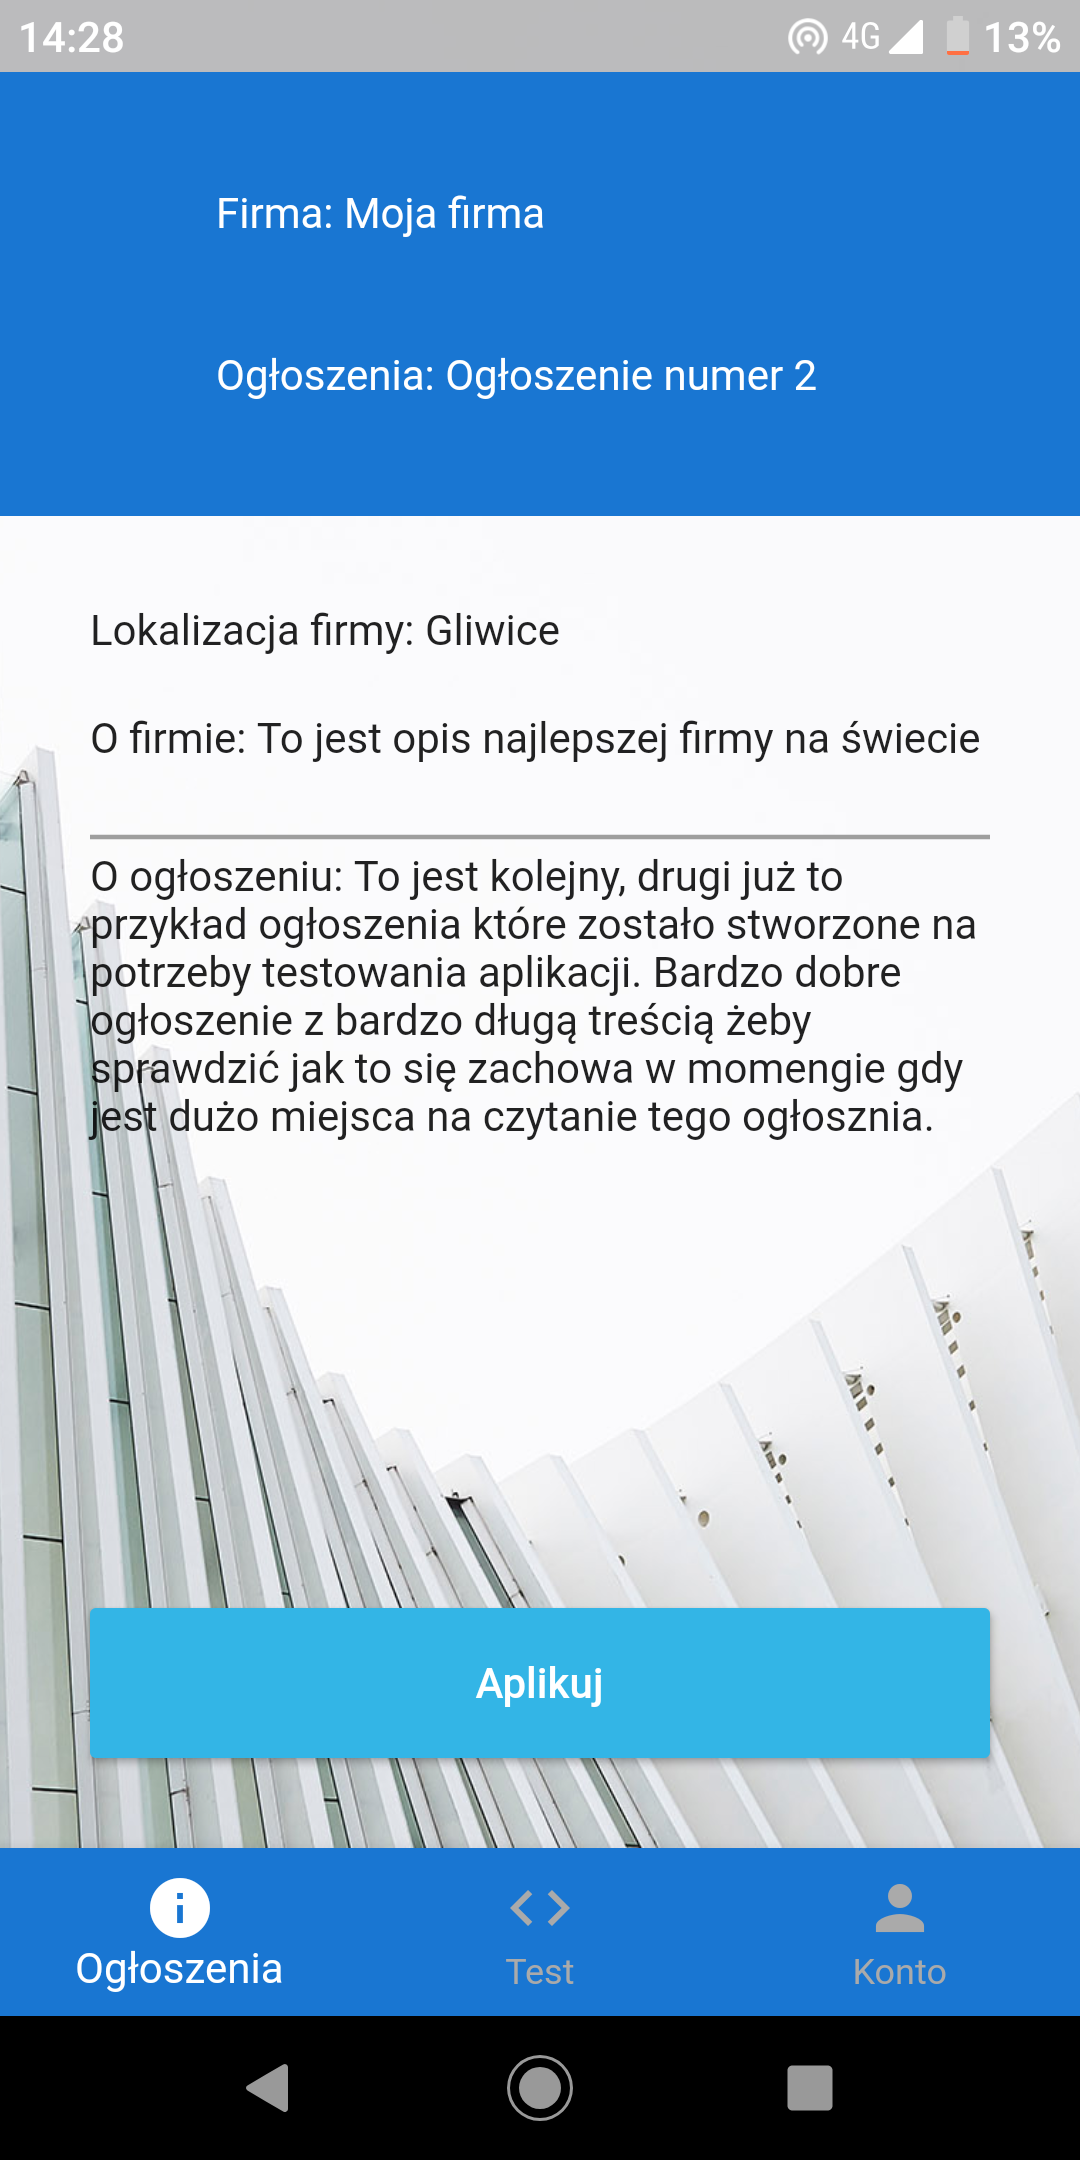 14:28 4G 13%
Firma: Moja firma
Ogłoszenia: Ogłoszenie numer 2
Lokalizacja firmy: Gliwice
O firmie: To jest opis najlepszej firmy na świecie
O ogłoszeniu: To jest kolejny, drugi już to
przykład ogłoszenia które zostało stworzone na
potrzeby testowania aplikacji. Bardzo dobre
ogłoszenie z bardzo długą treścią żeby
sprawdzić jak to się zachowa w momengie gdy
jest dużo miejsca na czytanie tego ogłosznia.
Aplikuj
Ogłoszenia Test Konto